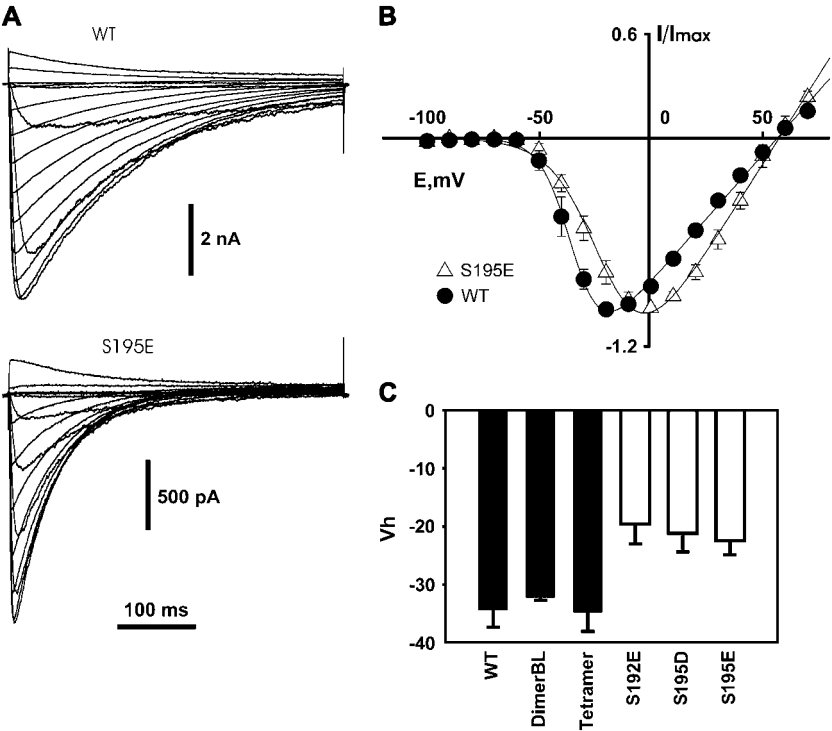 A
WT
2 nA
S195E
500 pA
100 ms
B
0.6
I/Imax
-100
-50
0
50
E,mV
S195E
WT
-1.2
C
0
-10
-20
-30
-40
Vh
WT
DimerBL
Tetramer
S192E
S195D
S195E